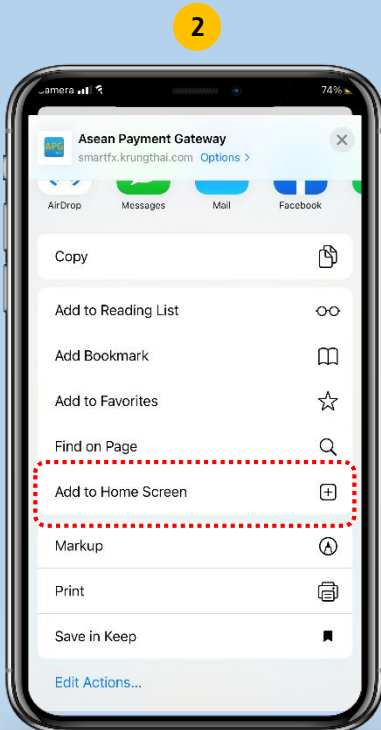 2
Camera 74%
APG Asean Payment Gateway
smartfx.krungthai.com Options >
AirDrop Messages Mail Facebook
Copy
Add to Reading List
Add Bookmark
Add to Favorites
Find on Page
Add to Home Screen
Markup
Print
Save in Keep
Edit Actions...